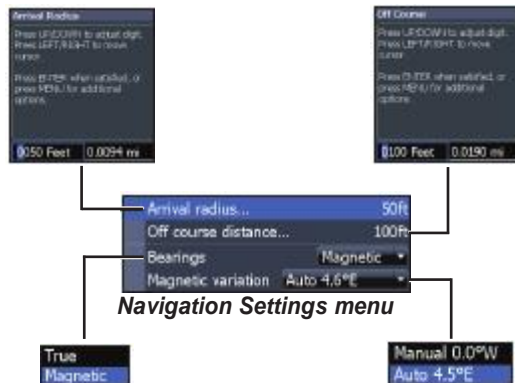 Arrival Radius
Press UP/DOWN to adjust digit.
Press LEFT/RIGHT to move
cursor
Press ENTER when satisfied, or
press MENU for additional
options.
0050 Feet 0.0094 mi
Off Course
Press UP/DOWN to adjust digit.
Press LEFT/RIGHT to move
cursor
Press ENTER when satisfied, or
press MENU for additional
options
0100 Feet 0.0190 mi
Arrival radius... 50ft
Off course distance... 100ft
Bearings Magnetic
Magnetic variation Auto 4.6°E
Navigation Settings menu
True
Magnetic
Manual 0.0°W
Auto 4.5°E